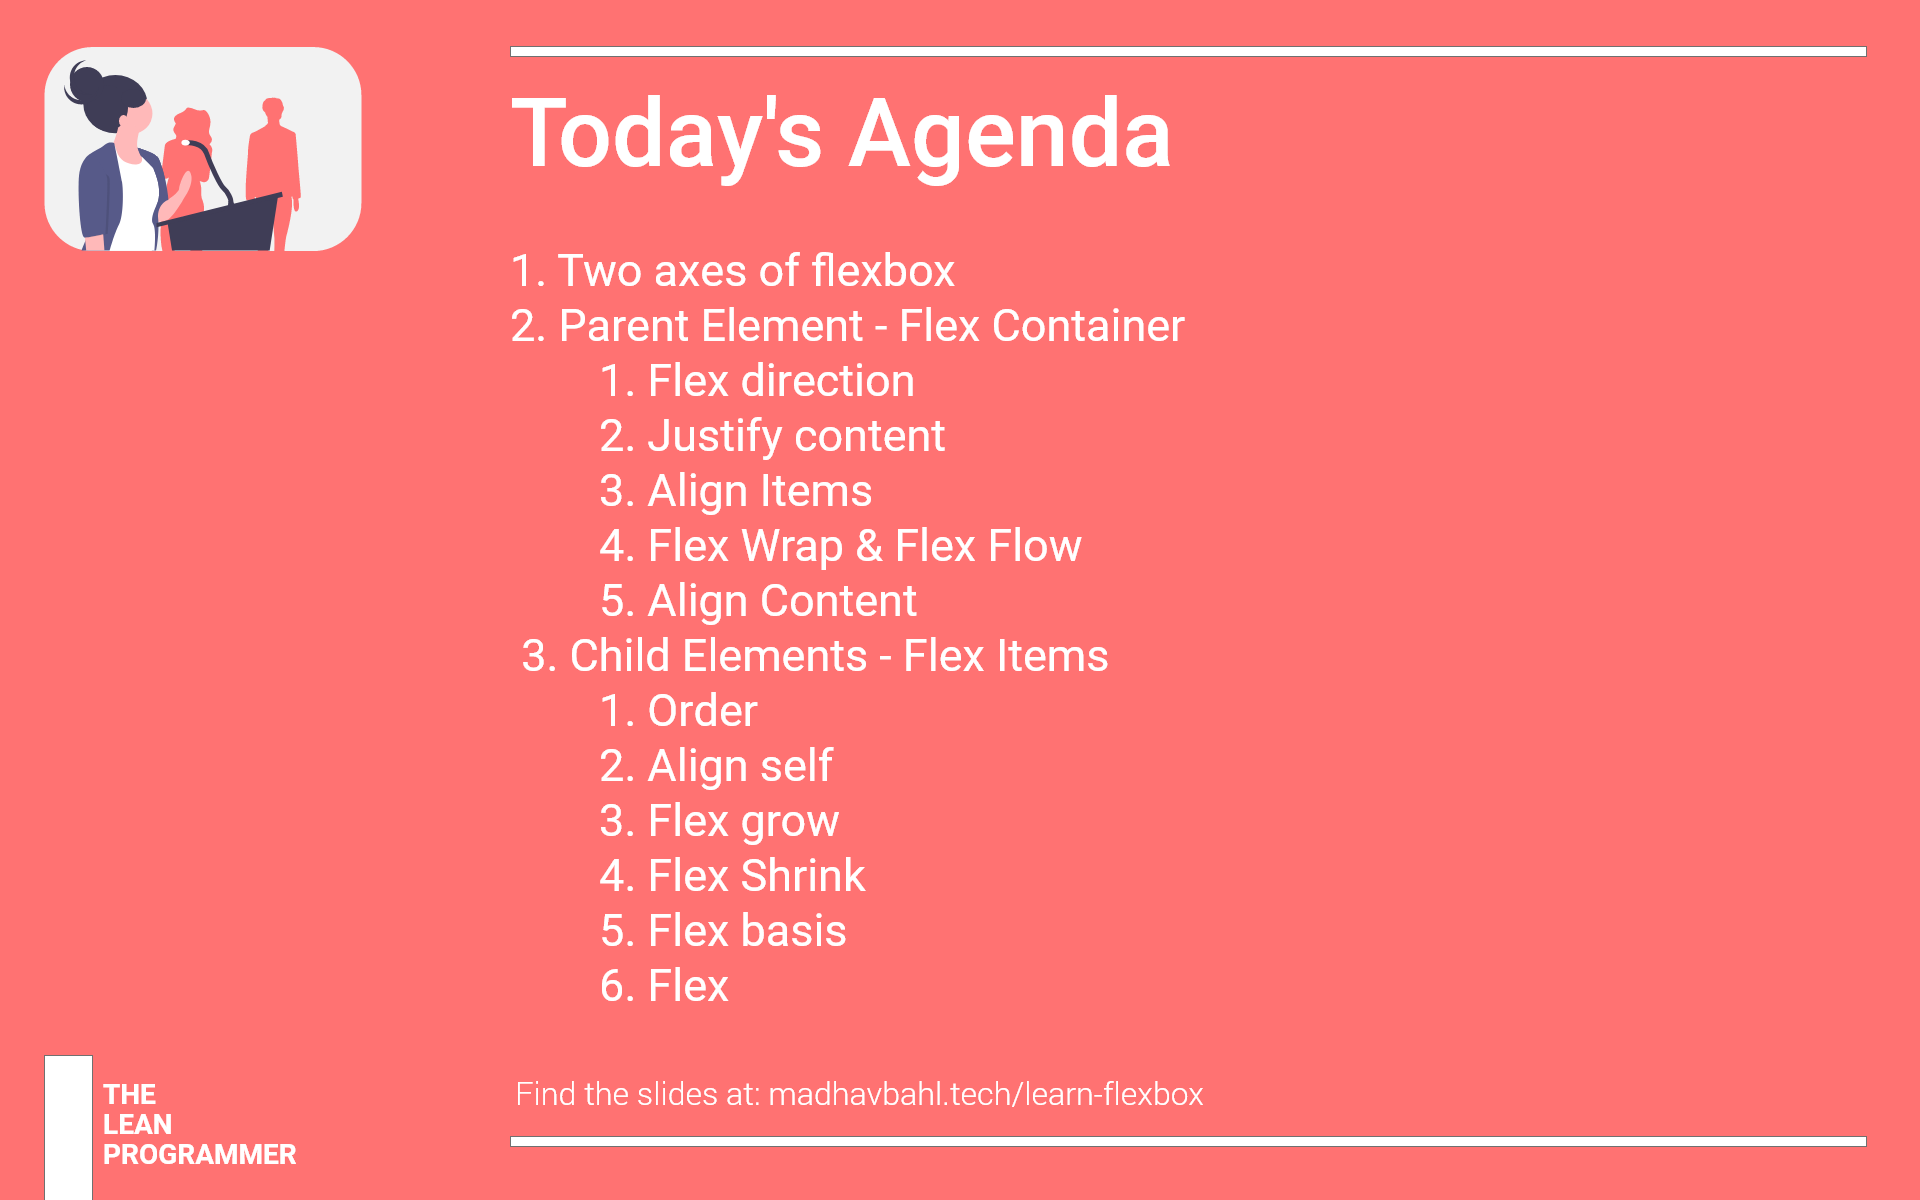 Today's Agenda
1. Two axes of flexbox
2. Parent Element - Flex Container
1. Flex direction
2. Justify content
3. Align Items
4. Flex Wrap & Flex Flow
5. Align Content
3. Child Elements - Flex Items
1. Order
2. Align self
3. Flex grow
4. Flex Shrink
5. Flex basis
6. Flex
Find the slides at: madhavbahl.tech/learn-flexbox
THE
LEAN
PROGRAMMER